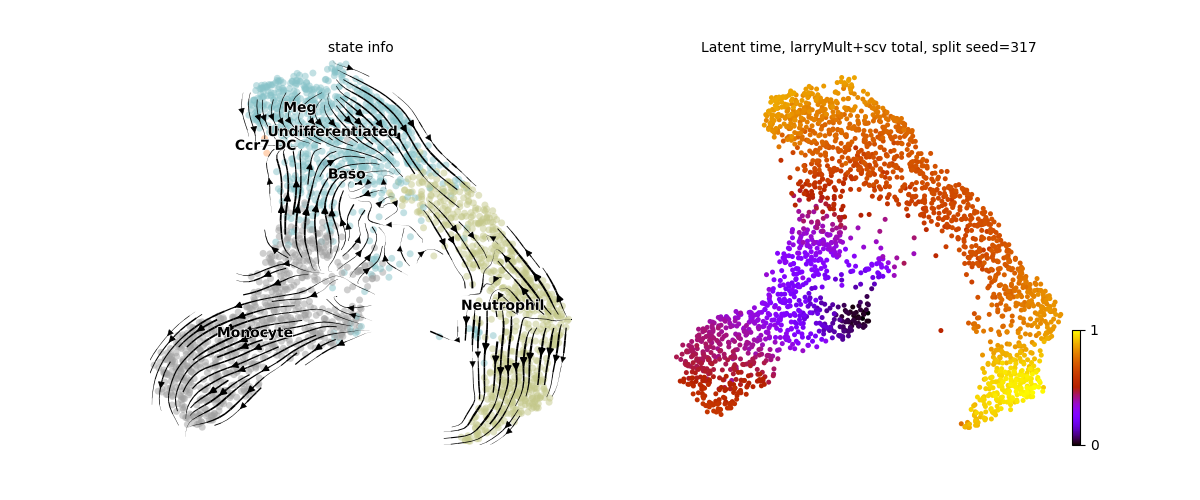 state info
Meg
Undifferentiated
Ccr7 DC
Baso
Neutrophil
Monocyte
Latent time, larryMult+scv total, split seed=317
1
0